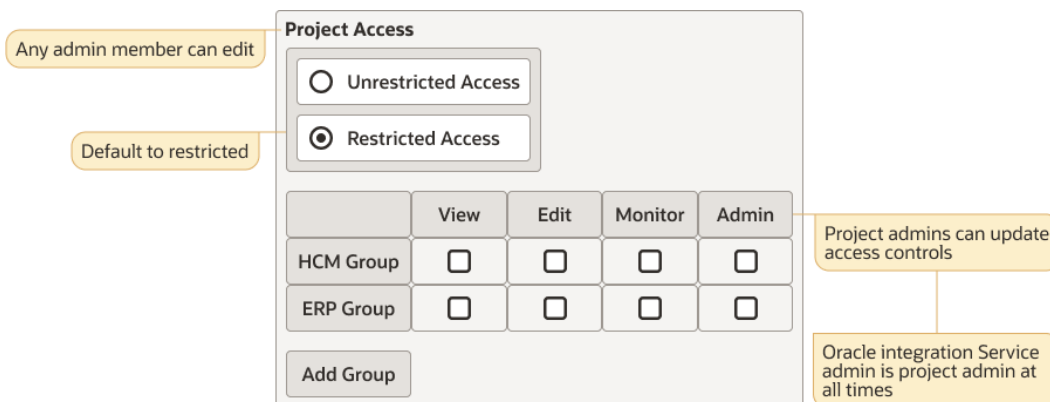 Project Access
Any admin member can edit
Unrestricted Access
Restricted Access
Default to restricted
View Edit Monitor Admin
HCM Group
ERP Group
Project admins can update
access controls
Add Group
Oracle integration Service
admin is project admin at
all times